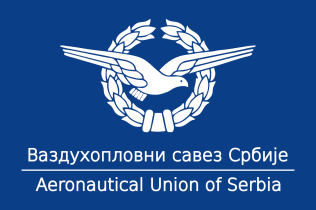 Ваздухопловни савез Србије
Aeronautical Union of Serbia